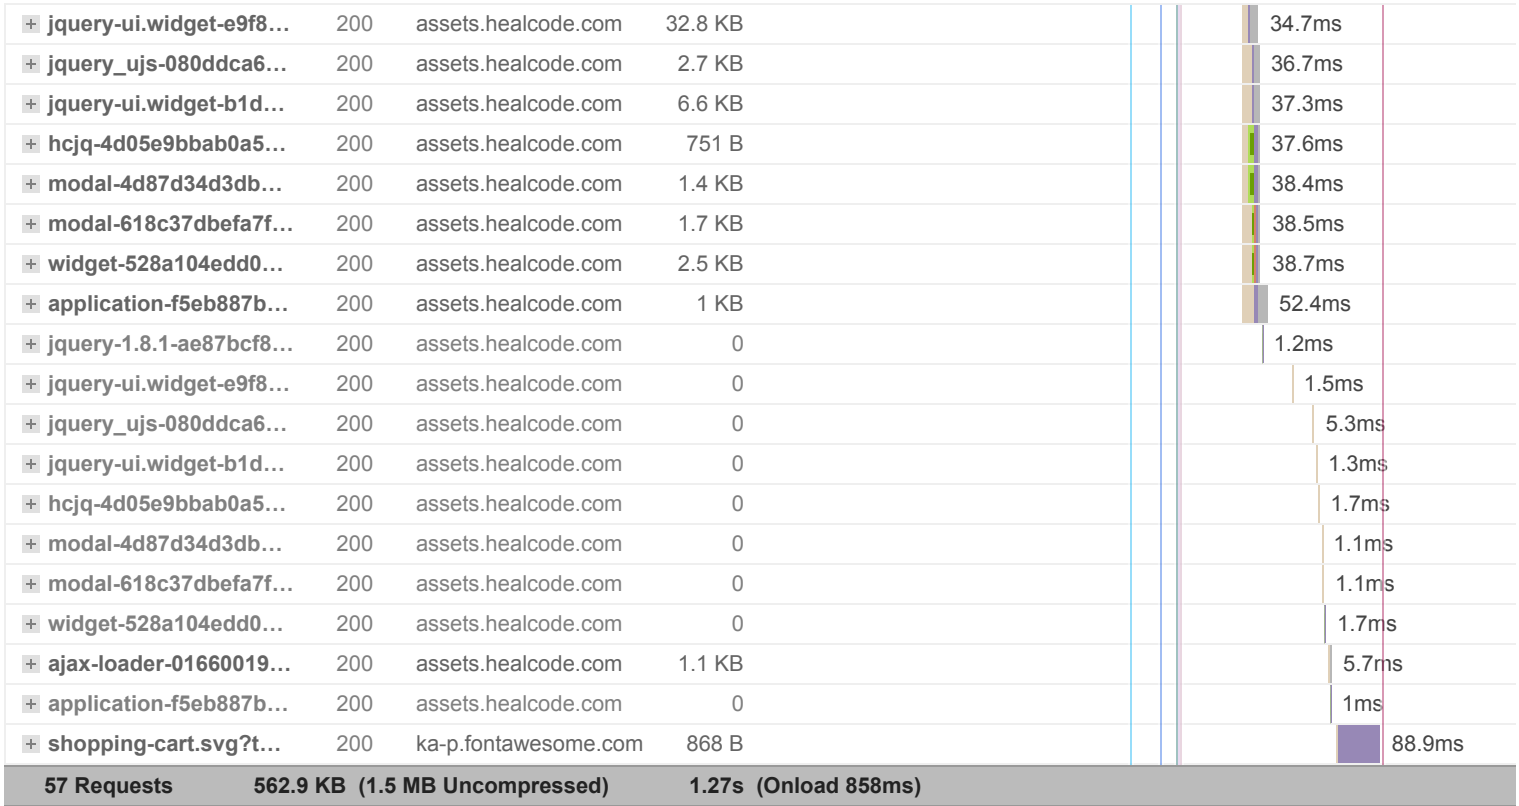 jquery-ui.widget-e9f8… 200 assets.healcode.com 32.8 KB 34.7ms
jquery_ujs-080ddca6… 200 assets.healcode.com 2.7 KB 36.7ms
jquery-ui.widget-b1d… 200 assets.healcode.com 6.6 KB 37.3ms
hcjq-4d05e9bbab0a5… 200 assets.healcode.com 751 B 37.6ms
modal-4d87d34d3db… 200 assets.healcode.com 1.4 KB 38.4ms
modal-618c37dbefa7f… 200 assets.healcode.com 1.7 KB 38.5ms
widget-528a104edd0… 200 assets.healcode.com 2.5 KB 38.7ms
application-f5eb887b… 200 assets.healcode.com 1 KB 52.4ms
jquery-1.8.1-ae87bcf8… 200 assets.healcode.com 0 1.2ms
jquery-ui.widget-e9f8… 200 assets.healcode.com 0 1.5ms
jquery_ujs-080ddca6… 200 assets.healcode.com 0 5.3ms
jquery-ui.widget-b1d… 200 assets.healcode.com 0 1.3ms
hcjq-4d05e9bbab0a5… 200 assets.healcode.com 0 1.7ms
modal-4d87d34d3db… 200 assets.healcode.com 0 1.1ms
modal-618c37dbefa7f… 200 assets.healcode.com 0 1.1ms
widget-528a104edd0… 200 assets.healcode.com 0 1.7ms
ajax-loader-01660019… 200 assets.healcode.com 1.1 KB 5.7ms
application-f5eb887b… 200 assets.healcode.com 0 1ms
shopping-cart.svg?t… 200 ka-p.fontawesome.com 868 B 88.9ms
57 Requests 562.9 KB (1.5 MB Uncompressed) 1.27s (Onload 858ms)